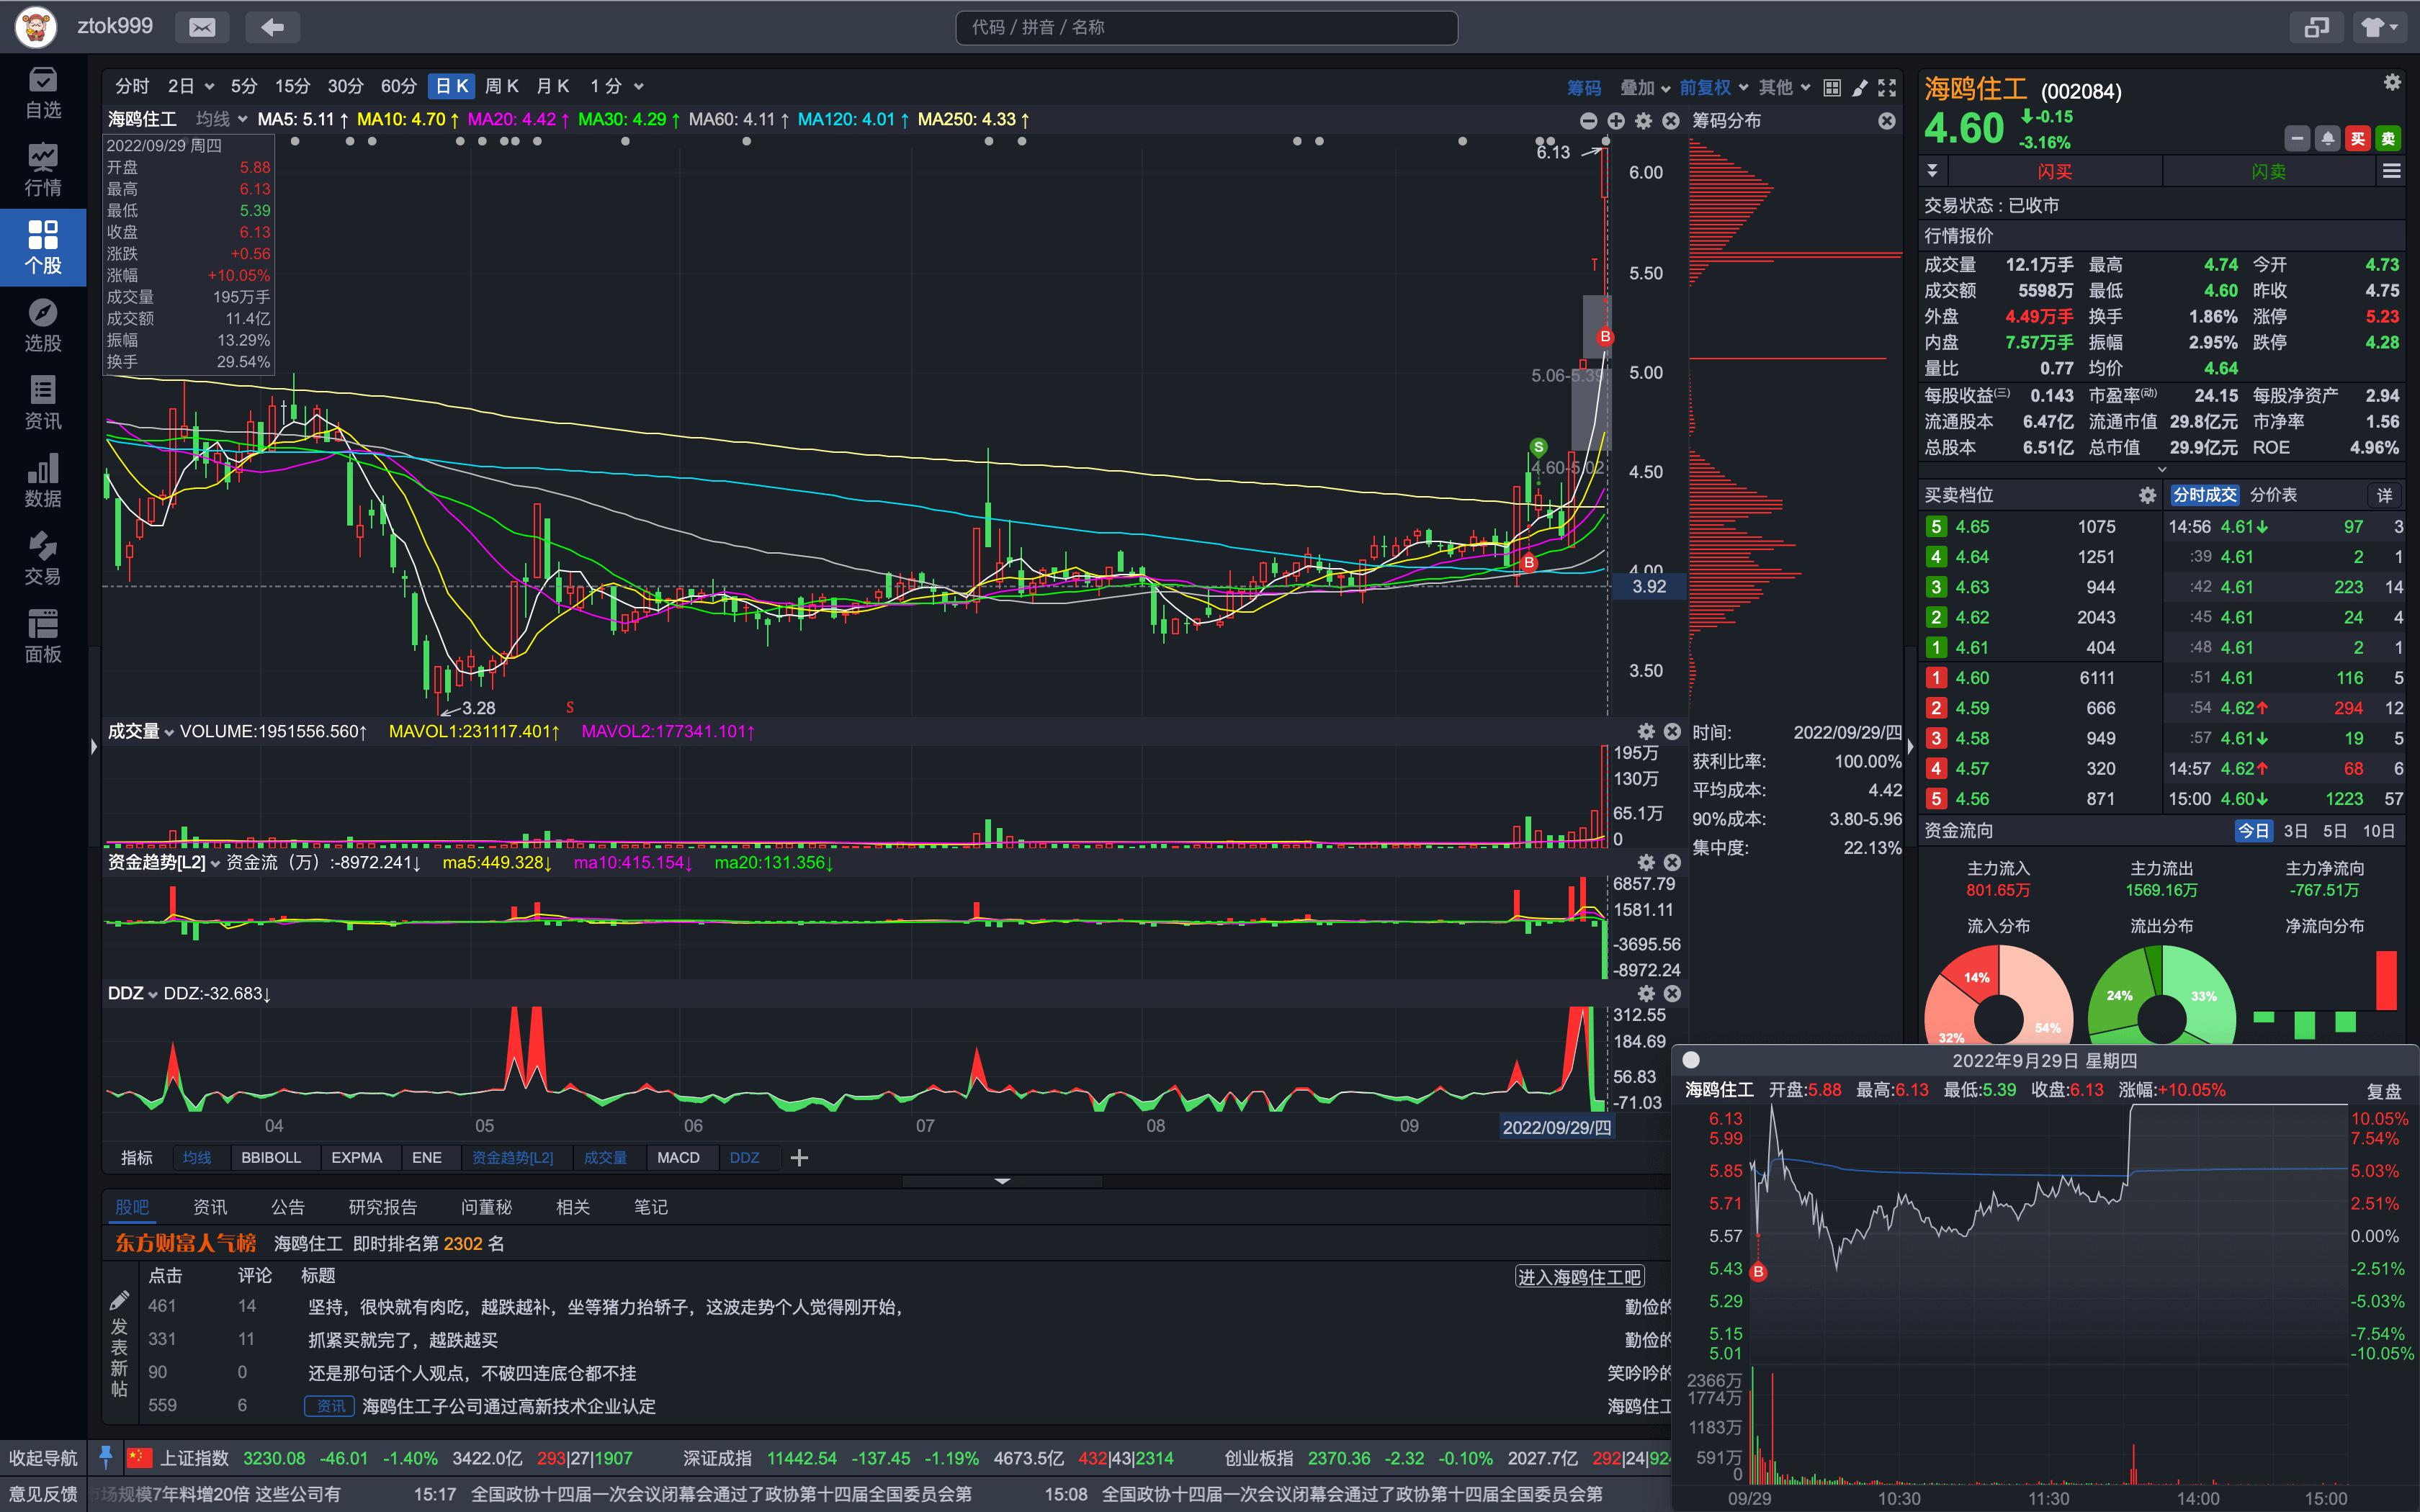 ztok999
代码 / 拼音 / 名称
自选
行情
个股
选股
资讯
数据
交易
面板
分时 2日 5分 15分 30分 60分 日K 周K 月K 1 分
筹码 叠加 前复权 其他
海鸥住工 均线 MA5: 5.11↑ MA10: 4.70↑ MA20: 4.42↑ MA30: 4.29↑ MA60: 4.11↑ MA120: 4.01↑ MA250: 4.33↑
2022/09/29 周四
开盘 5.88
最高 6.13
最低 5.39
收盘 6.13
涨跌 +0.56
涨幅 +10.05%
成交量 195万手
成交额 11.4亿
振幅 13.29%
换手 29.54%
6.13
T
B
5.06-5.39
S
4.60-5.02
B
3.28
S
6.00
5.50
5.00
4.50
4.00
3.92
3.50
筹码分布
时间: 2022/09/29/四
获利比率: 100.00%
平均成本: 4.42
90%成本: 3.80-5.96
集中度: 22.13%
成交量 VOLUME:1951556.560↑ MAVOL1:231117.401↑ MAVOL2:177341.101↑
195万
130万
65.1万
0
资金趋势[L2] 资金流（万）:-8972.241↓ ma5:449.328↓ ma10:415.154↓ ma20:131.356↓
6857.79
1581.11
-3695.56
-8972.24
DDZ DDZ:-32.683↓
312.55
184.69
56.83
-71.03
04 05 06 07 08 09 2022/09/29/四
指标 均线 BBIBOLL EXPMA ENE 资金趋势[L2] 成交量 MACD DDZ
股吧 资讯 公告 研究报告 问董秘 相关 笔记
东方财富人气榜 海鸥住工 即时排名第 2302 名
点击 评论 标题 进入海鸥住工吧
发表新帖
461 14 坚持，很快就有肉吃，越跌越补，坐等猪力抬轿子，这波走势个人觉得刚开始， 勤俭的
331 11 抓紧买就完了，越跌越买 勤俭的
90 0 还是那句话个人观点，不破四连底仓都不挂 笑吟吟的
559 6 资讯 海鸥住工子公司通过高新技术企业认定 海鸥住工
海鸥住工 (002084)
4.60 -0.15
-3.16%
买 卖
闪买 闪卖
交易状态：已收市
行情报价
成交量 12.1万手 最高 4.74 今开 4.73
成交额 5598万 最低 4.60 昨收 4.75
外盘 4.49万手 换手 1.86% 涨停 5.23
内盘 7.57万手 振幅 2.95% 跌停 4.28
量比 0.77 均价 4.64
每股收益(三) 0.143 市盈率(动) 24.15 每股净资产 2.94
流通股本 6.47亿 流通市值 29.8亿元 市净率 1.56
总股本 6.51亿 总市值 29.9亿元 ROE 4.96%
买卖档位 分时成交 分价表 详
5 4.65 1075 14:56 4.61↓ 97 3
4 4.64 1251 :39 4.61 2 1
3 4.63 944 :42 4.61 223 14
2 4.62 2043 :45 4.61 24 4
1 4.61 404 :48 4.61 2 1
1 4.60 6111 :51 4.61 116 5
2 4.59 666 :54 4.62↑ 294 12
3 4.58 949 :57 4.61↓ 19 5
4 4.57 320 14:57 4.62↑ 68 6
5 4.56 871 15:00 4.60↓ 1223 57
资金流向 今日 3日 5日 10日
主力流入 主力流出 主力净流向
801.65万 1569.16万 -767.51万
流入分布 流出分布 净流向分布
14% 24% 33%
32% 54%
2022年9月29日 星期四
海鸥住工 开盘:5.88 最高:6.13 最低:5.39 收盘:6.13 涨幅:+10.05% 复盘
6.13 10.05%
5.99 7.54%
5.85 5.03%
5.71 2.51%
5.57 0.00%
5.43 B -2.51%
5.29 -5.03%
5.15 -7.54%
5.01 -10.05%
2366万
1774万
1183万
591万
0
09/29 10:30 11:30 14:00 15:00
收起导航 上证指数 3230.08 -46.01 -1.40% 3422.0亿 293|27|1907 深证成指 11442.54 -137.45 -1.19% 4673.5亿 432|43|2314 创业板指 2370.36 -2.32 -0.10% 2027.7亿 292|24|924
意见反馈 市场规模7年料增20倍 这些公司有 15:17 全国政协十四届一次会议闭幕会通过了政协第十四届全国委员会第 15:08 全国政协十四届一次会议闭幕会通过了政协第十四届全国委员会第